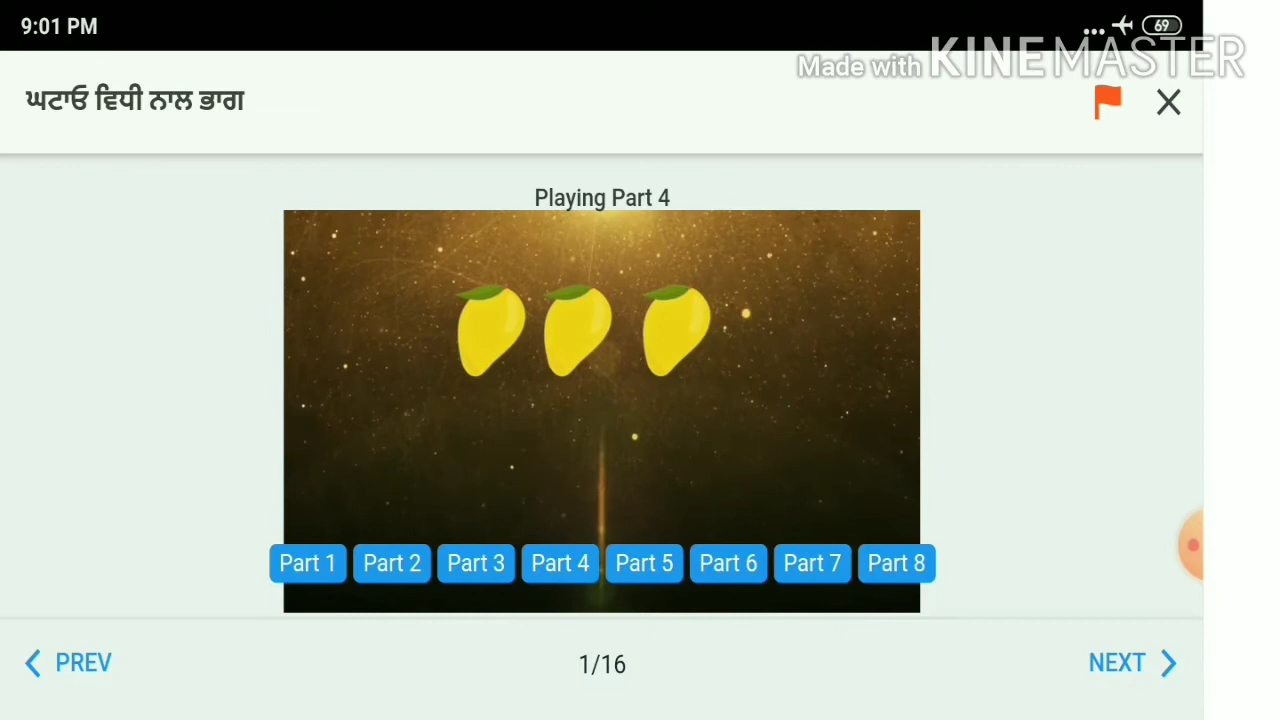 9:01 PM
69
Made with KINEMASTER
ਘਟਾਓ ਵਿਧੀ ਨਾਲ ਭਾਗ
Playing Part 4
Part 1 Part 2 Part 3 Part 4 Part 5 Part 6 Part 7 Part 8
PREV 1/16 NEXT